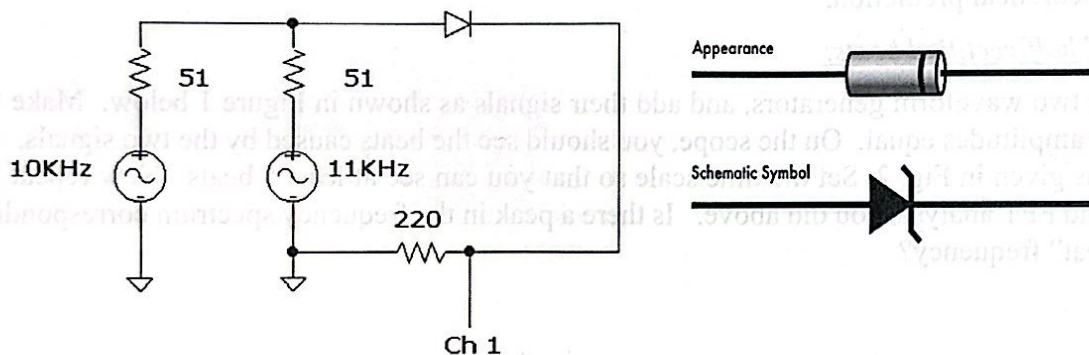 51
51
10KHz
11KHz
220
Ch 1
Appearance
Schematic Symbol
two waveform generators, and add their signals as shown in Figure 1 below. Make
amplitudes equal. On the scope, you should see the beats caused by the two signals.
given in Fig. 2. Set the time scale so that you can see at
FFT analysis you did above. Is there a peak in the frequency spectrum
frequency?